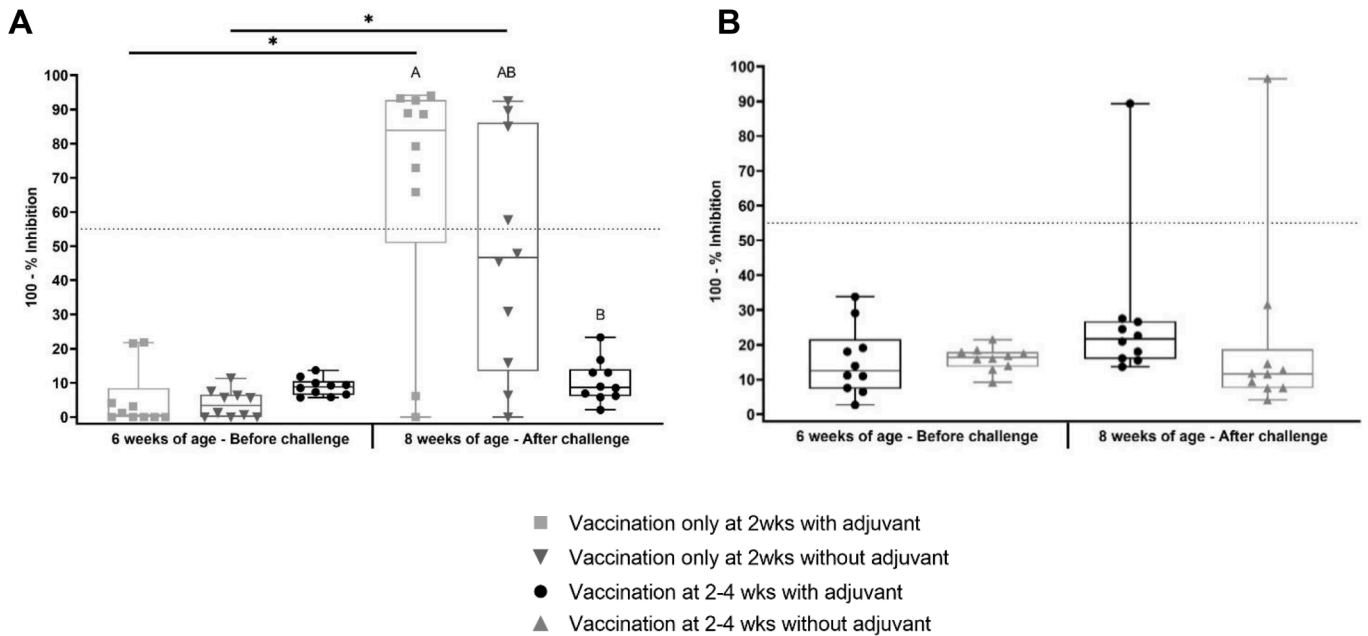 A
B
*
*
100 - % Inhibition
100
90
80
70
60
50
40
30
20
10
0
A
AB
B
6 weeks of age - Before challenge
8 weeks of age - After challenge
100 - % Inhibition
100
90
80
70
60
50
40
30
20
10
0
6 weeks of age - Before challenge
8 weeks of age - After challenge
Vaccination only at 2wks with adjuvant
Vaccination only at 2wks without adjuvant
Vaccination at 2-4 wks with adjuvant
Vaccination at 2-4 wks without adjuvant